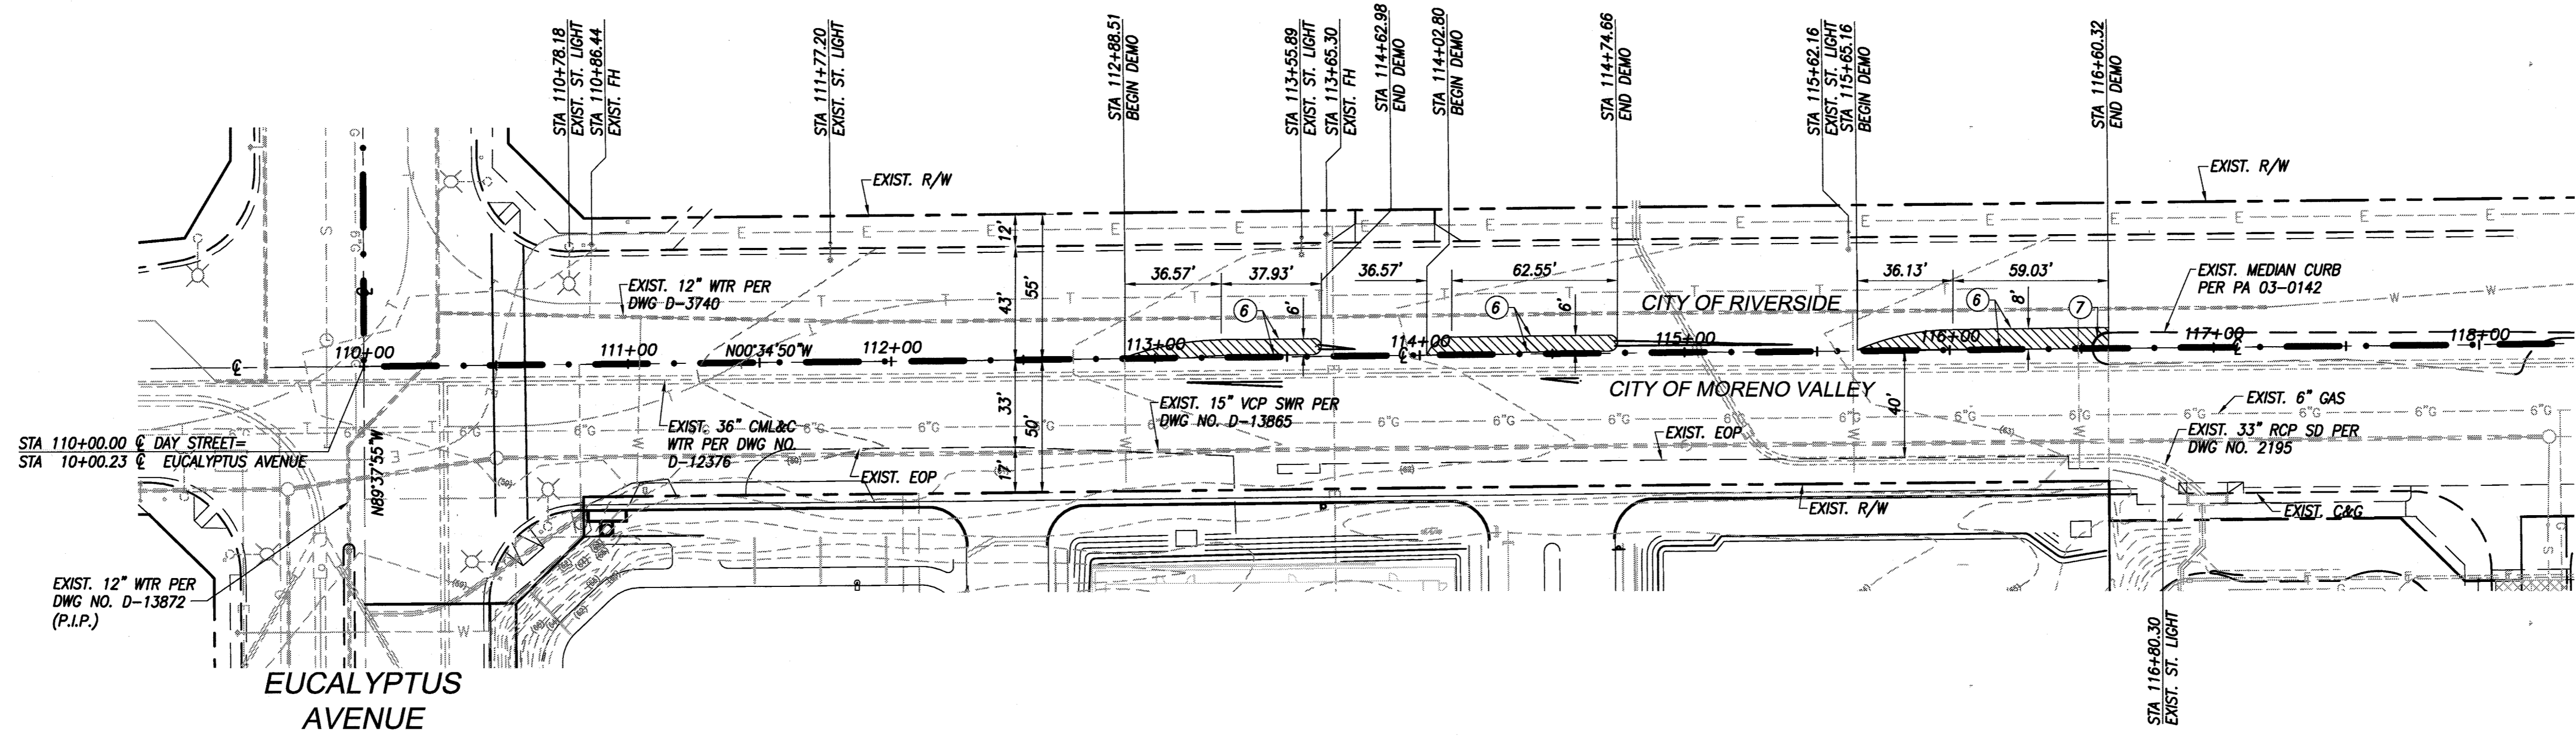 STA 110+78.18
EXIST. ST. LIGHT
STA 110+86.44
EXIST. FH
STA 111+77.20
EXIST. ST. LIGHT
STA 112+88.51
BEGIN DEMO
STA 113+55.89
EXIST. ST. LIGHT
STA 113+65.30
EXIST. FH
STA 114+62.98
END DEMO
STA 114+02.80
BEGIN DEMO
STA 114+74.66
END DEMO
STA 115+62.16
EXIST. ST. LIGHT
STA 115+65.16
BEGIN DEMO
STA 116+60.32
END DEMO
EXIST. R/W
EXIST. R/W
12'
43'
55'
36.57'
37.93'
36.57'
62.55'
36.13'
59.03'
EXIST. 12" WTR PER
DWG D-3740
6
6'
6
6'
6
8'
7
CITY OF RIVERSIDE
EXIST. MEDIAN CURB
PER PA 03-0142
110+00
111+00
N00°34'50"W
112+00
113+00
114+00
115+00
116+00
117+00
118+00
CITY OF MORENO VALLEY
33'
50'
17'
40'
EXIST. 15" VCP SWR PER
DWG NO. D-13865
EXIST. 36" CML&C
WTR PER DWG NO.
D-12376
EXIST. EOP
EXIST. EOP
EXIST. 6" GAS
EXIST. 33" RCP SD PER
DWG NO. 2195
6"G
6"G
6"G
6"G
6"G
6"G
6"G
6"G
STA 110+00.00 ℄ DAY STREET=
STA 10+00.23 ℄ EUCALYPTUS AVENUE
N89°37'55"W
EXIST. R/W
EXIST. C&G
EXIST. 12" WTR PER
DWG NO. D-13872
(P.I.P.)
STA 116+80.30
EXIST. ST. LIGHT
EUCALYPTUS
AVENUE